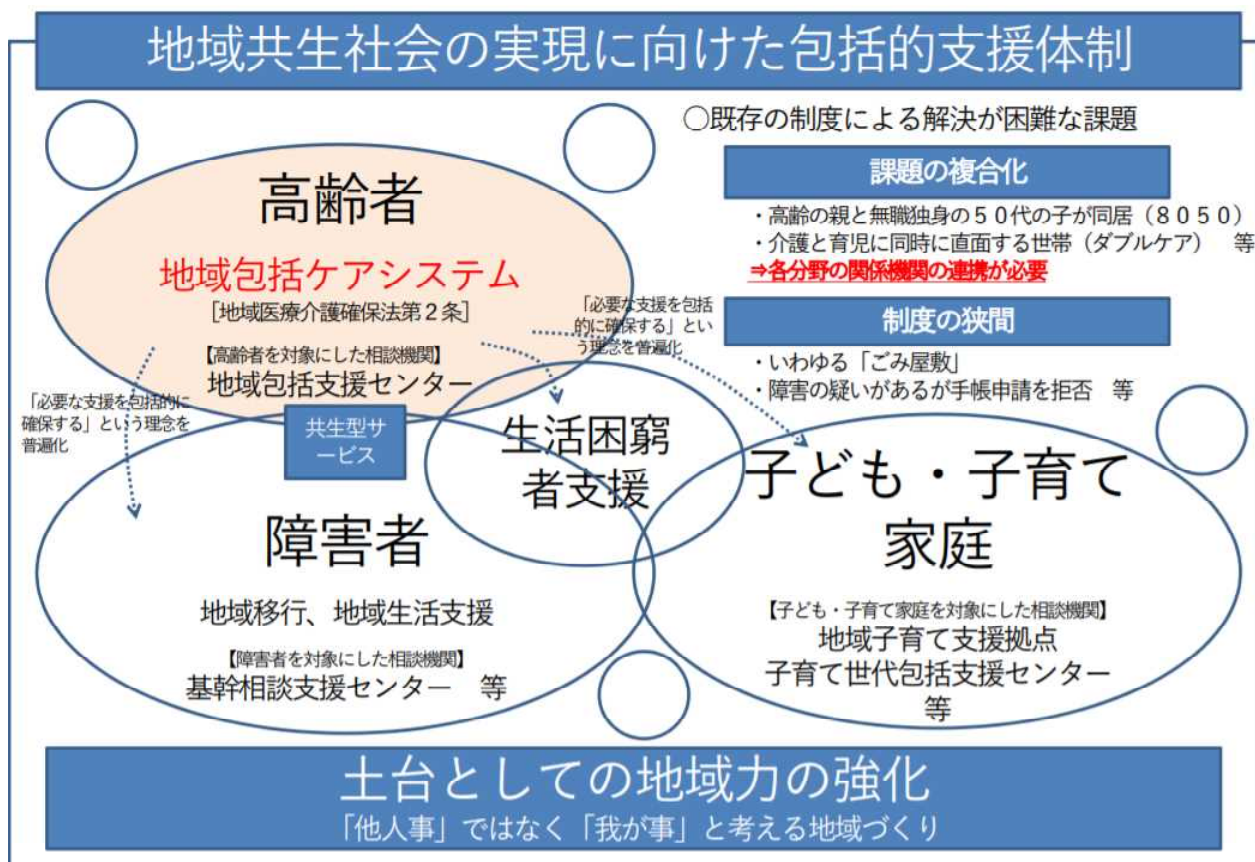 地域共生社会の実現に向けた包括的支援体制
○既存の制度による解決が困難な課題
課題の複合化
・高齢の親と無職独身の５０代の子が同居（８０５０）
・介護と育児に同時に直面する世帯（ダブルケア）　等
⇒各分野の関係機関の連携が必要
制度の狭間
・いわゆる「ごみ屋敷」
・障害の疑いがあるが手帳申請を拒否　等
高齢者
地域包括ケアシステム
［地域医療介護確保法第２条］
【高齢者を対象にした相談機関】
地域包括支援センター
「必要な支援を包括
的に確保する」とい
う理念を普遍化
「必要な支援を包括的に
確保する」という理念を
普遍化
共生型サ
ービス
生活困窮
者支援
障害者
地域移行、地域生活支援
【障害者を対象にした相談機関】
基幹相談支援センター　等
子ども・子育て
家庭
【子ども・子育て家庭を対象にした相談機関】
地域子育て支援拠点
子育て世代包括支援センター
等
土台としての地域力の強化
「他人事」ではなく「我が事」と考える地域づくり